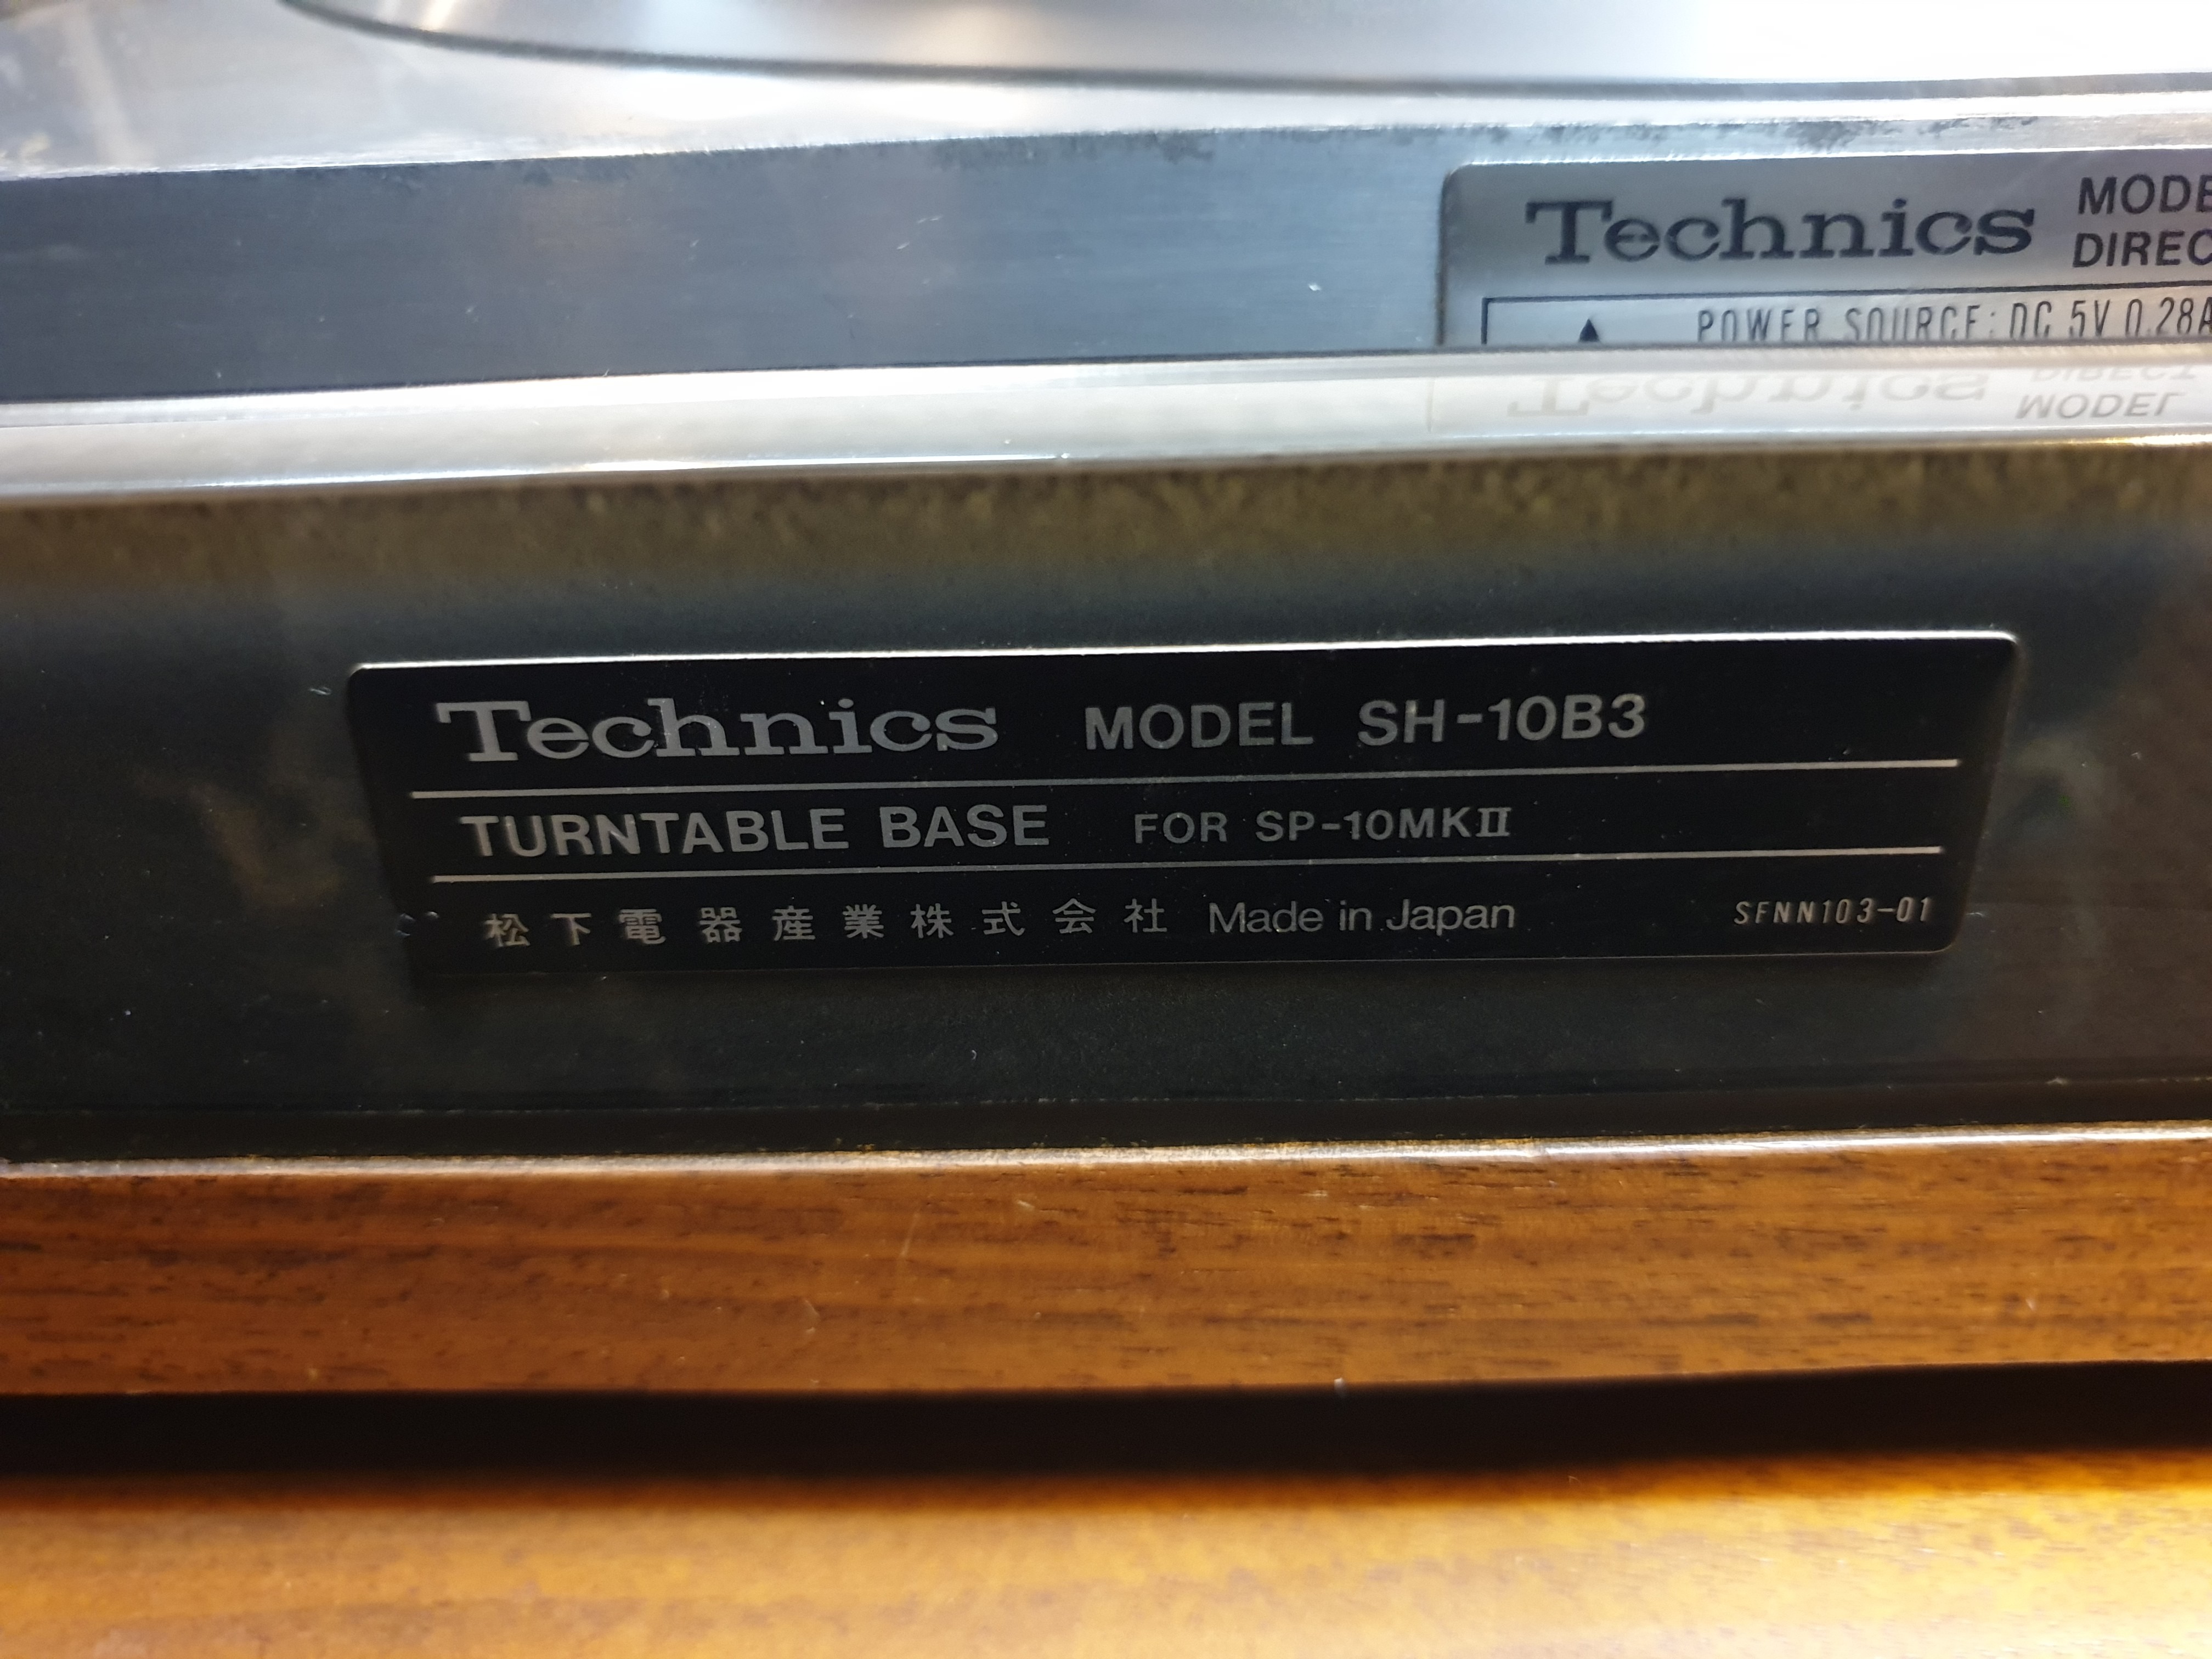 Technics MODE
DIREC
POWER SOURCE: DC 5V 0.28A
Technics MODEL SH-10B3
TURNTABLE BASE FOR SP-10MKII
松下電器産業株式会社 Made in Japan SFNN103-01